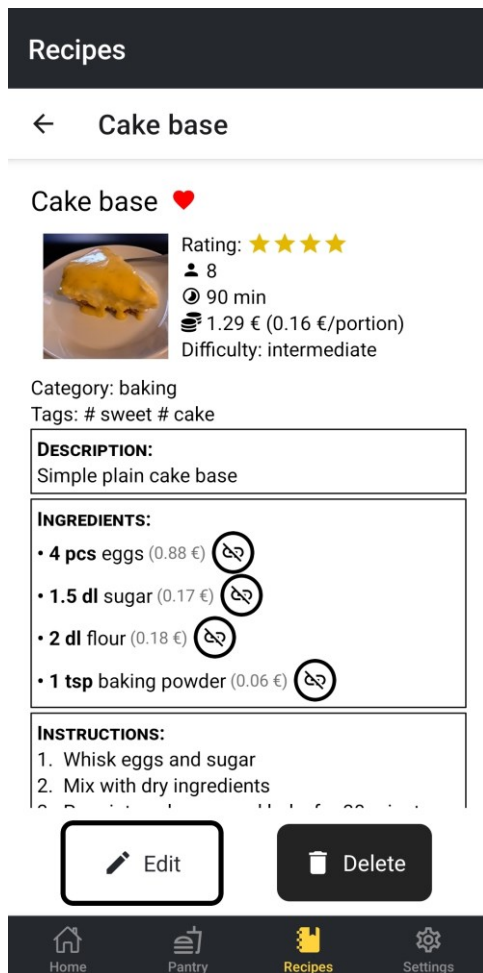 Recipes
Cake base
Cake base
Rating:
8
90 min
1.29 € (0.16 €/portion)
Difficulty: intermediate
Category: baking
Tags: # sweet # cake
DESCRIPTION:
Simple plain cake base
INGREDIENTS:
• 4 pcs eggs (0.88 €)
• 1.5 dl sugar (0.17 €)
• 2 dl flour (0.18 €)
• 1 tsp baking powder (0.06 €)
INSTRUCTIONS:
1. Whisk eggs and sugar
2. Mix with dry ingredients
Edit
Delete
Home
Pantry
Recipes
Settings